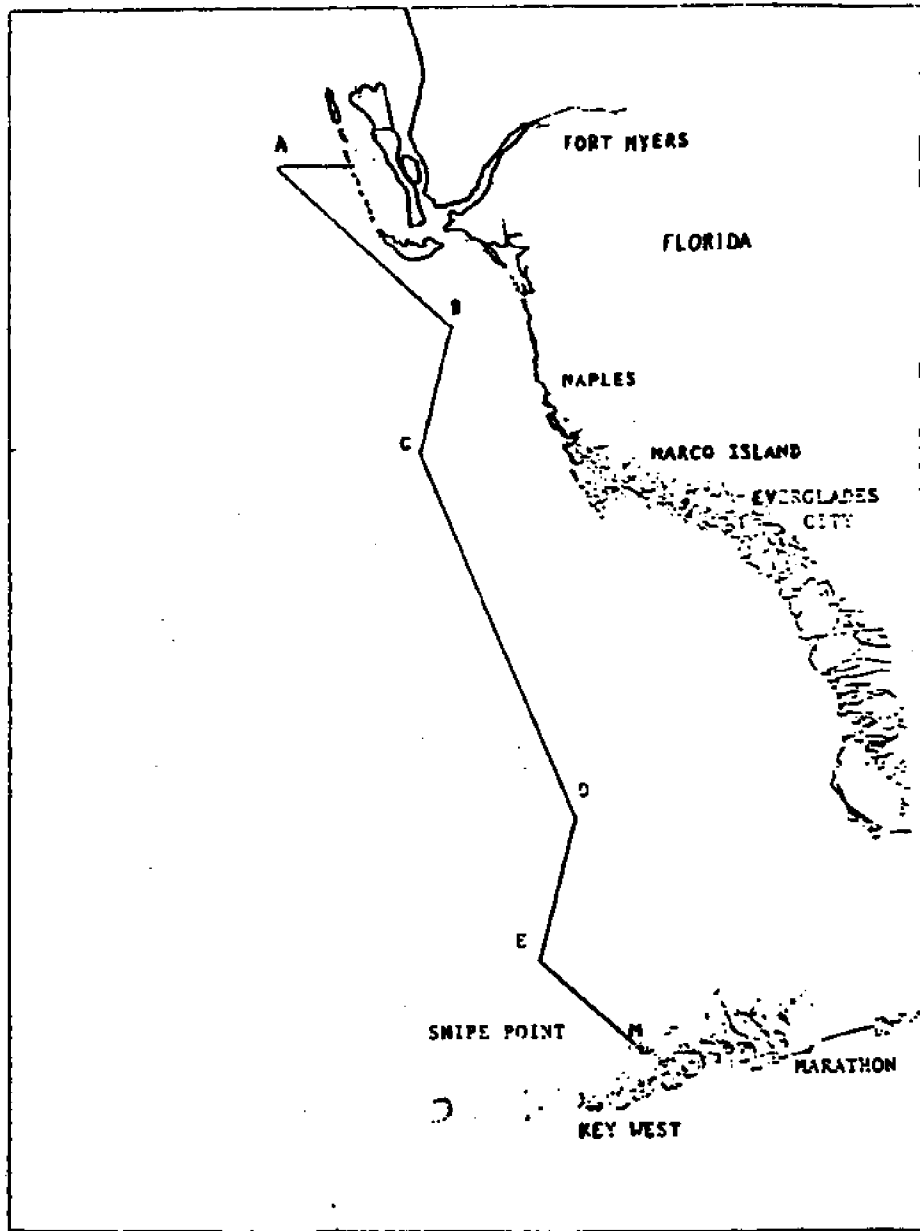 A
FORT MYERS
FLORIDA
B
NAPLES
C
MARCO ISLAND
EVERGLADES
CITY
D
E
SNIPE POINT
M
MARATHON
KEY WEST